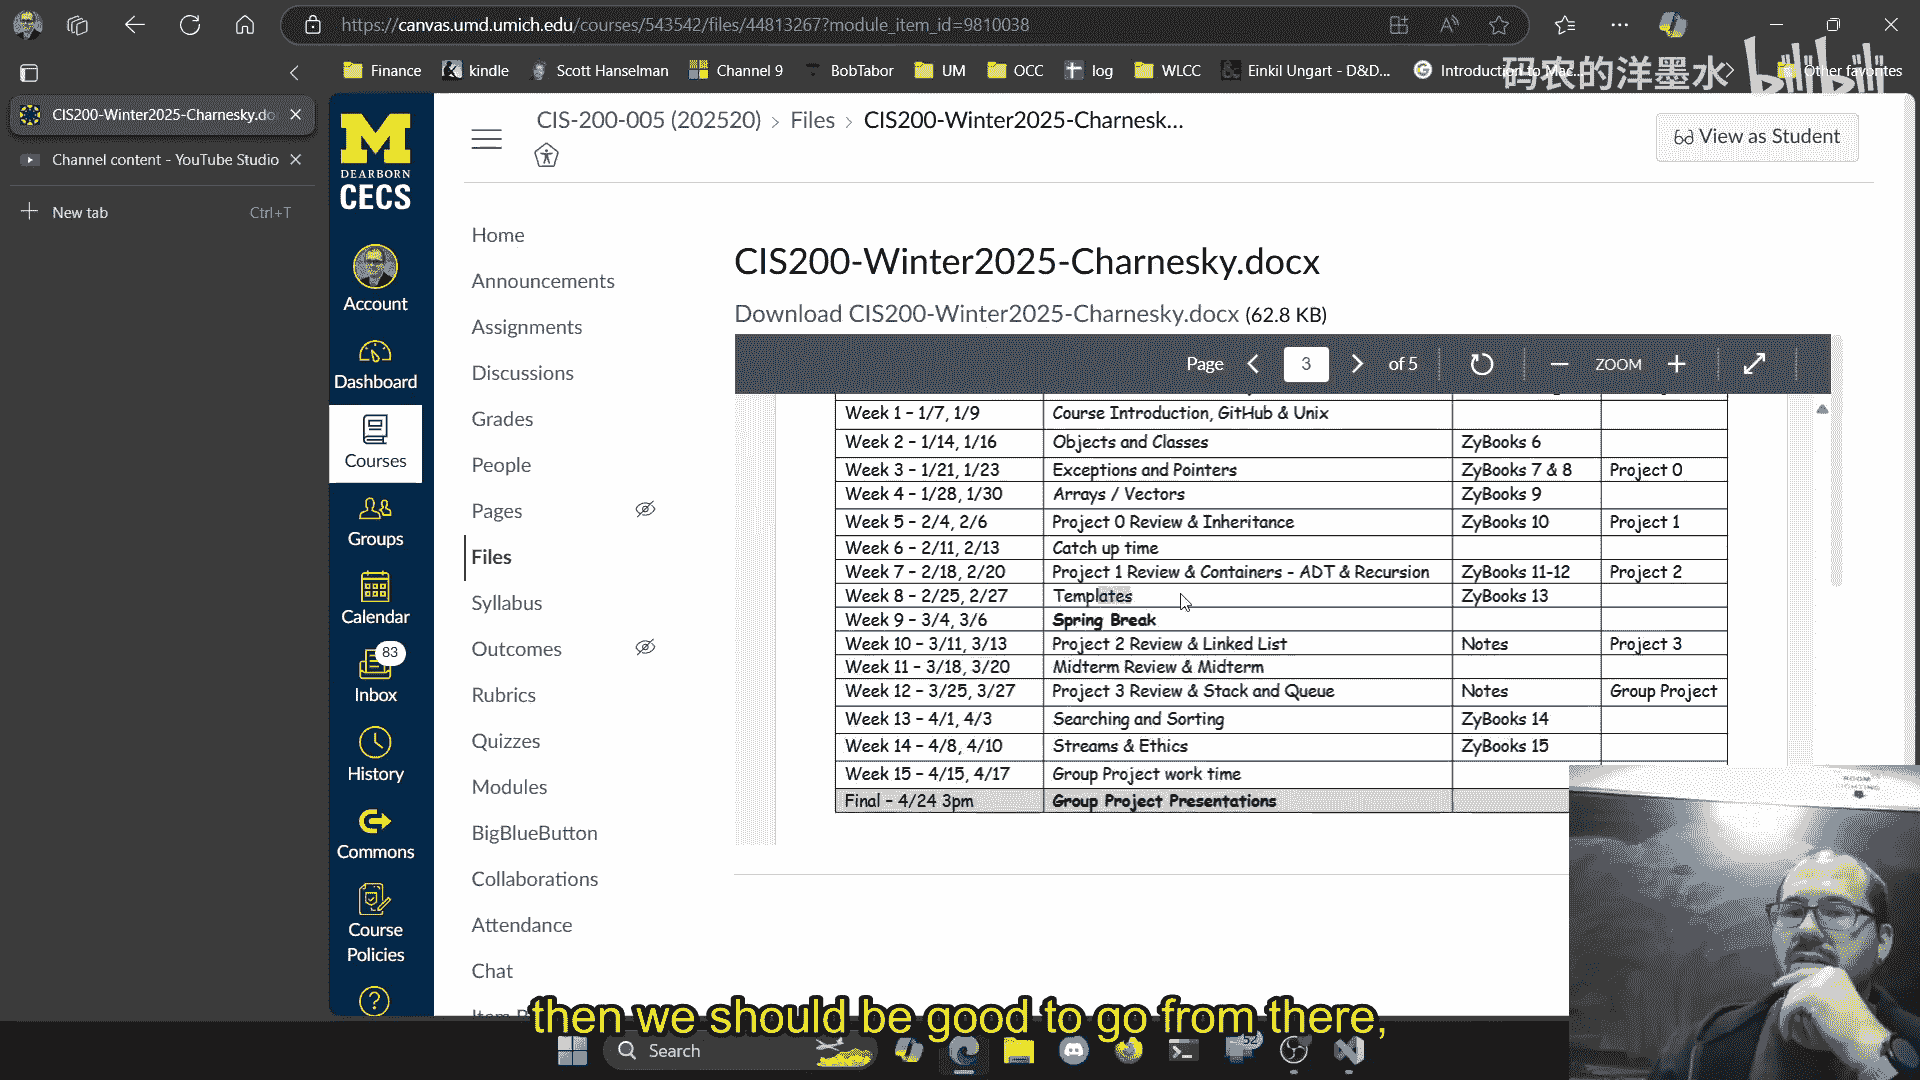 https://canvas.umd.umich.edu/courses/543542/files/44813267?module_item_id=9810038
Finance
kindle
Scott Hanselman
Channel 9
BobTabor
UM
OCC
log
WLCC
Einkil Ungart - D&D...
Introduction to Mac...
Other favorites
码农的洋墨水
bilibili
CIS200-Winter2025-Charnesky.do
Channel content - YouTube Studio
New tab
Ctrl+T
M
DEARBORN
CECS
Account
Dashboard
Courses
Groups
Calendar
83
Inbox
History
Commons
Course
Policies
CIS-200-005 (202520) › Files › CIS200-Winter2025-Charnesk...
View as Student
Home
Announcements
Assignments
Discussions
Grades
People
Pages
Files
Syllabus
Outcomes
Rubrics
Quizzes
Modules
BigBlueButton
Collaborations
Attendance
Chat
CIS200-Winter2025-Charnesky.docx
Download CIS200-Winter2025-Charnesky.docx (62.8 KB)
Page 3 of 5 ZOOM
Week 1 – 1/7, 1/9 Course Introduction, GitHub & Unix
Week 2 – 1/14, 1/16 Objects and Classes ZyBooks 6
Week 3 – 1/21, 1/23 Exceptions and Pointers ZyBooks 7 & 8 Project 0
Week 4 – 1/28, 1/30 Arrays / Vectors ZyBooks 9
Week 5 – 2/4, 2/6 Project 0 Review & Inheritance ZyBooks 10 Project 1
Week 6 – 2/11, 2/13 Catch up time
Week 7 – 2/18, 2/20 Project 1 Review & Containers – ADT & Recursion ZyBooks 11-12 Project 2
Week 8 – 2/25, 2/27 Templates ZyBooks 13
Week 9 – 3/4, 3/6 Spring Break
Week 10 – 3/11, 3/13 Project 2 Review & Linked List Notes Project 3
Week 11 – 3/18, 3/20 Midterm Review & Midterm
Week 12 – 3/25, 3/27 Project 3 Review & Stack and Queue Notes Group Project
Week 13 – 4/1, 4/3 Searching and Sorting ZyBooks 14
Week 14 – 4/8, 4/10 Streams & Ethics ZyBooks 15
Week 15 – 4/15, 4/17 Group Project work time
Final – 4/24 3pm Group Project Presentations
ROOM
LIGHTING
then we should be good to go from there,
Search
52